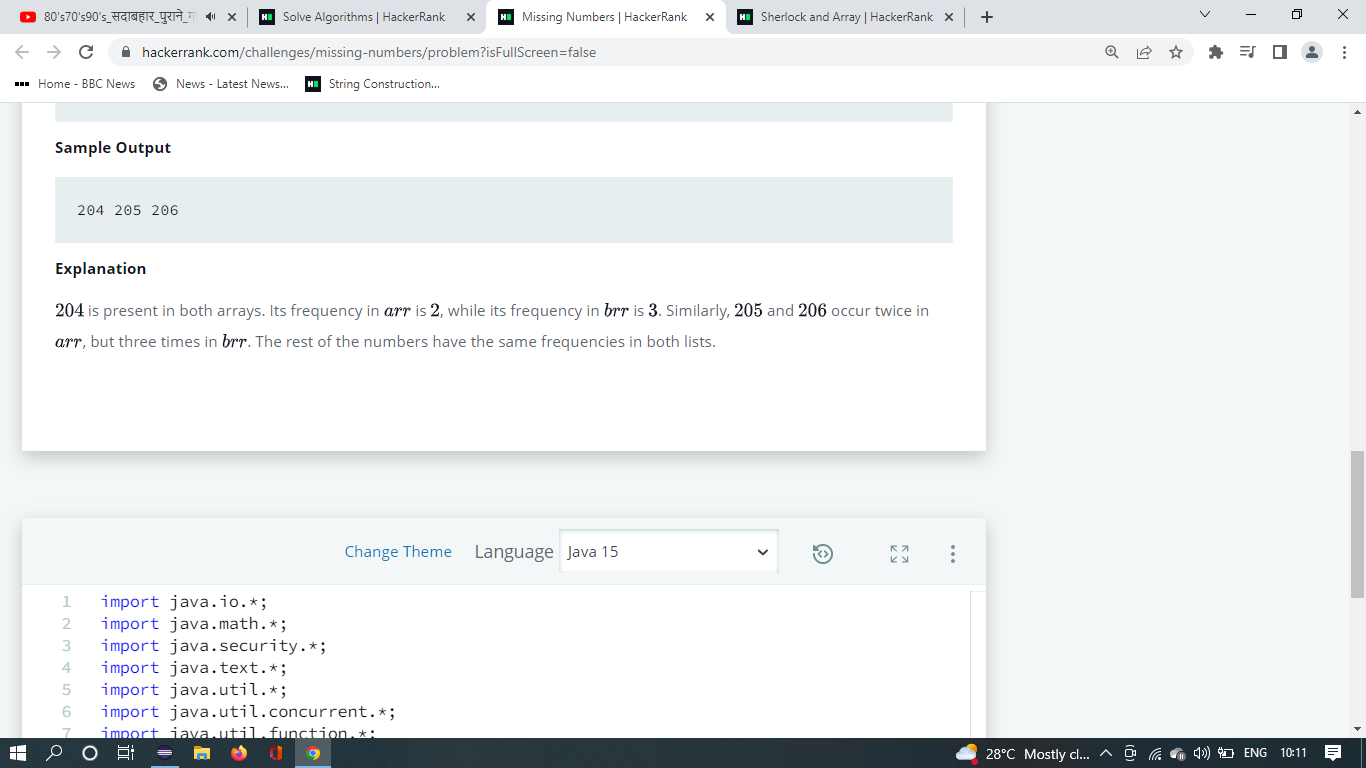 80's70's90's_सदाबहार_पुराने_
Solve Algorithms | HackerRank
Missing Numbers | HackerRank
Sherlock and Array | HackerRank
hackerrank.com/challenges/missing-numbers/problem?isFullScreen=false
Home - BBC News
News - Latest News...
String Construction...
Sample Output
204 205 206
Explanation
204 is present in both arrays. Its frequency in arr is 2, while its frequency in brr is 3. Similarly, 205 and 206 occur twice in
arr, but three times in brr. The rest of the numbers have the same frequencies in both lists.
Change Theme Language Java 15
1 import java.io.*;
2 import java.math.*;
3 import java.security.*;
4 import java.text.*;
5 import java.util.*;
6 import java.util.concurrent.*;
7 import java.util.function.*;
28°C Mostly cl... ENG 10:11